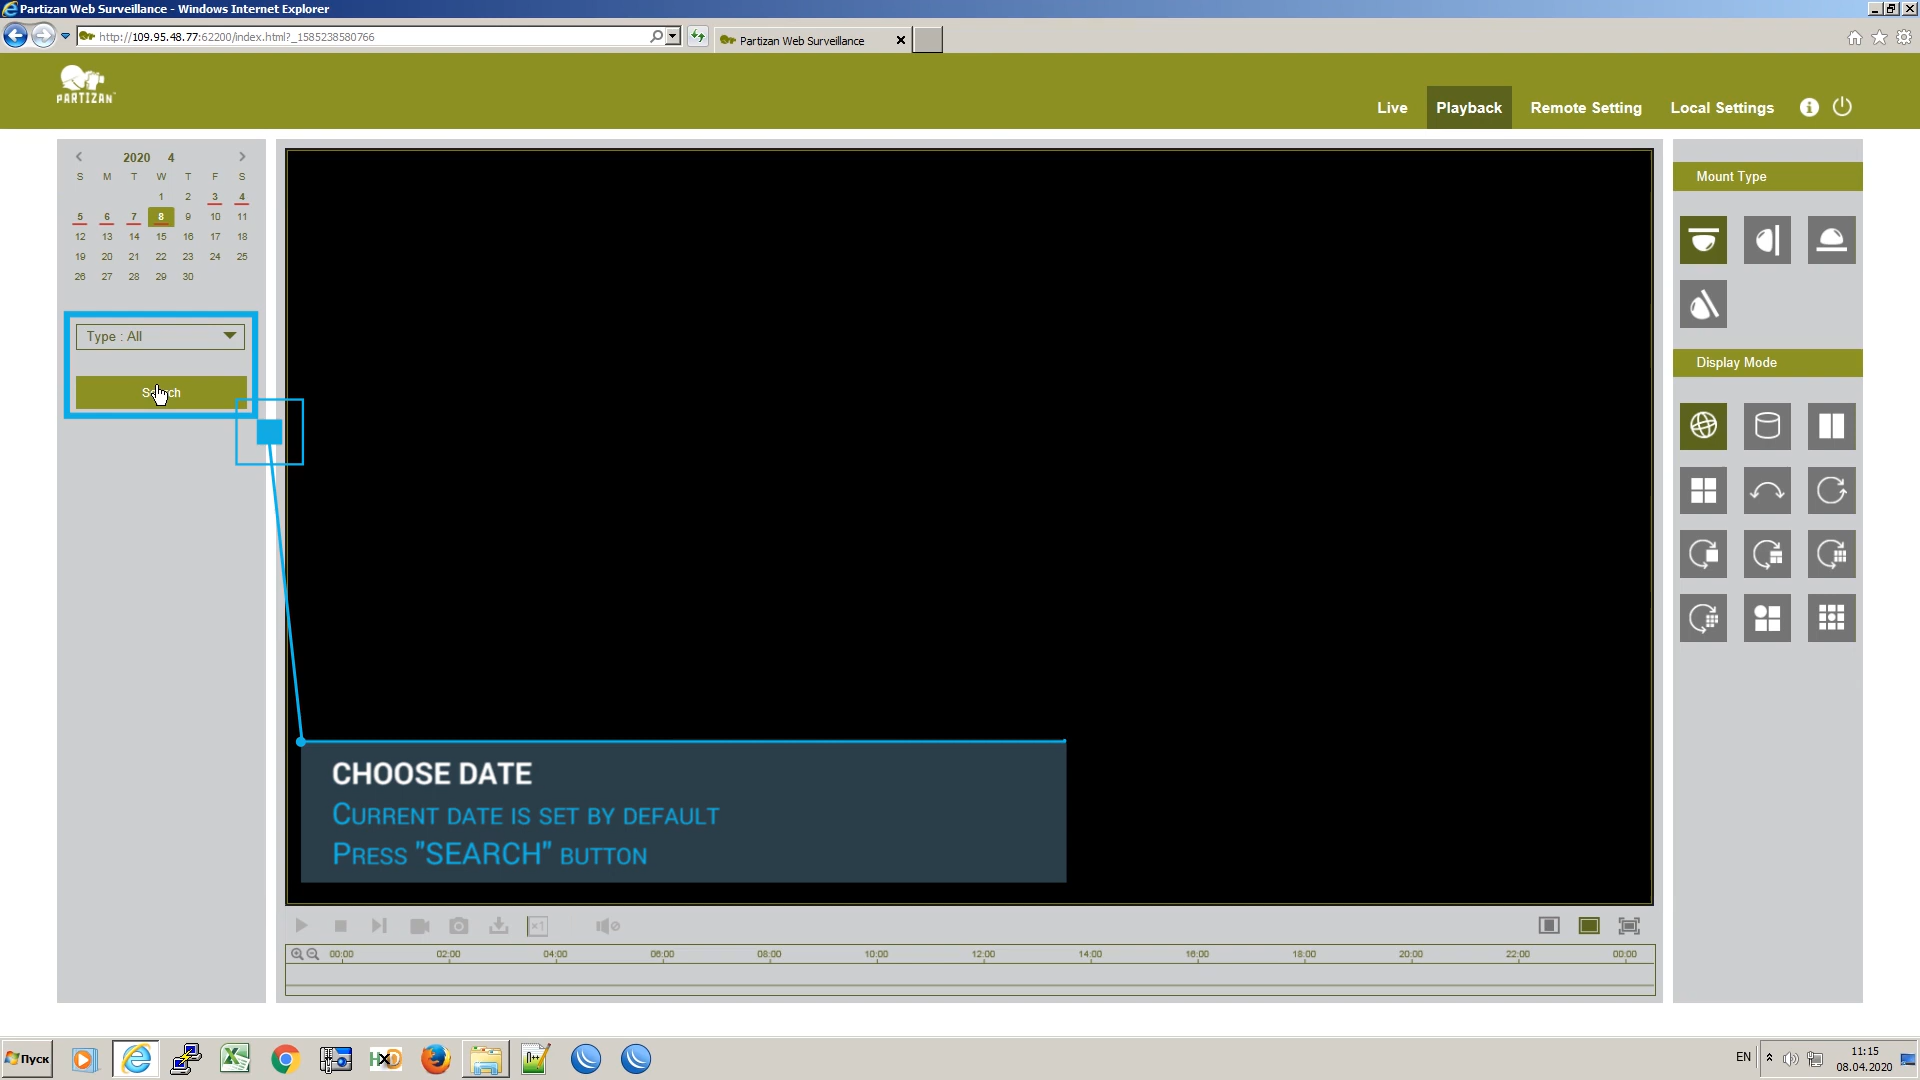 Partizan Web Surveillance - Windows Internet Explorer
http://109.95.48.77:62200/index.html?_1585238580766
Partizan Web Surveillance
PARTIZAN
Live
Playback
Remote Setting
Local Settings
2020 4
S M T W T F S
1 2 3 4
5 6 7 8 9 10 11
12 13 14 15 16 17 18
19 20 21 22 23 24 25
26 27 28 29 30
Type : All
Search
Mount Type
Display Mode
CHOOSE DATE
CURRENT DATE IS SET BY DEFAULT
PRESS "SEARCH" BUTTON
×1
00:00 02:00 04:00 06:00 08:00 10:00 12:00 14:00 16:00 18:00 20:00 22:00 00:00
Пуск
HXD
EN
11:15
08.04.2020